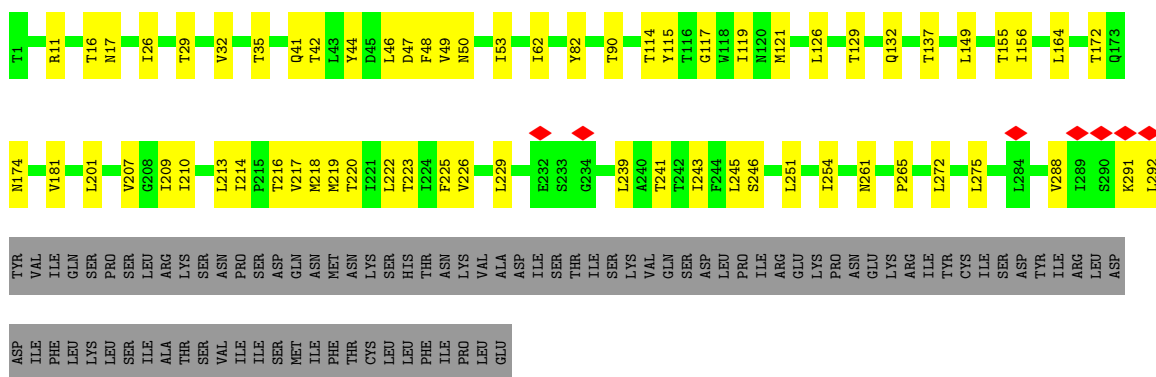 T1 R11 T16 N17 I26 T29 V32 T35 Q41 T42 L43 Y44 D45 L46 D47 F48 V49 N50 I53 I62 Y82 T90 T114 Y115 T116 G117 W118 I119 N120 M121 L126 T129 Q132 T137 L149 T155 I156 L164 T172 Q173
N174 V181 L201 V207 G208 I209 I210 L213 I214 P215 T216 V217 M218 M219 T220 I221 L222 T223 I224 F225 V226 L229 E232 S233 G234 L239 A240 T241 T242 I243 F244 L245 S246 L251 I254 N261 P265 L272 L275 L284 V288 I289 S290 K291 L292
TYR VAL ILE GLN SER PRO SER LEU ARG LYS SER ASN PRO SER ASP GLN ASN MET ASN LYS SER HIS THR ASN LYS VAL ALA ASP ILE SER THR ILE SER LYS VAL GLN SER ASP LEU PRO ILE ARG GLU LYS PRO ASN GLU LYS ARG ILE TYR CYS ILE SER ASP TYR ILE ARG LEU ASP
ASP ILE PHE LEU LYS LEU SER ILE ALA THR SER VAL ILE ILE SER MET ILE PHE THR CYS LEU LEU PHE ILE PRO LEU GLU